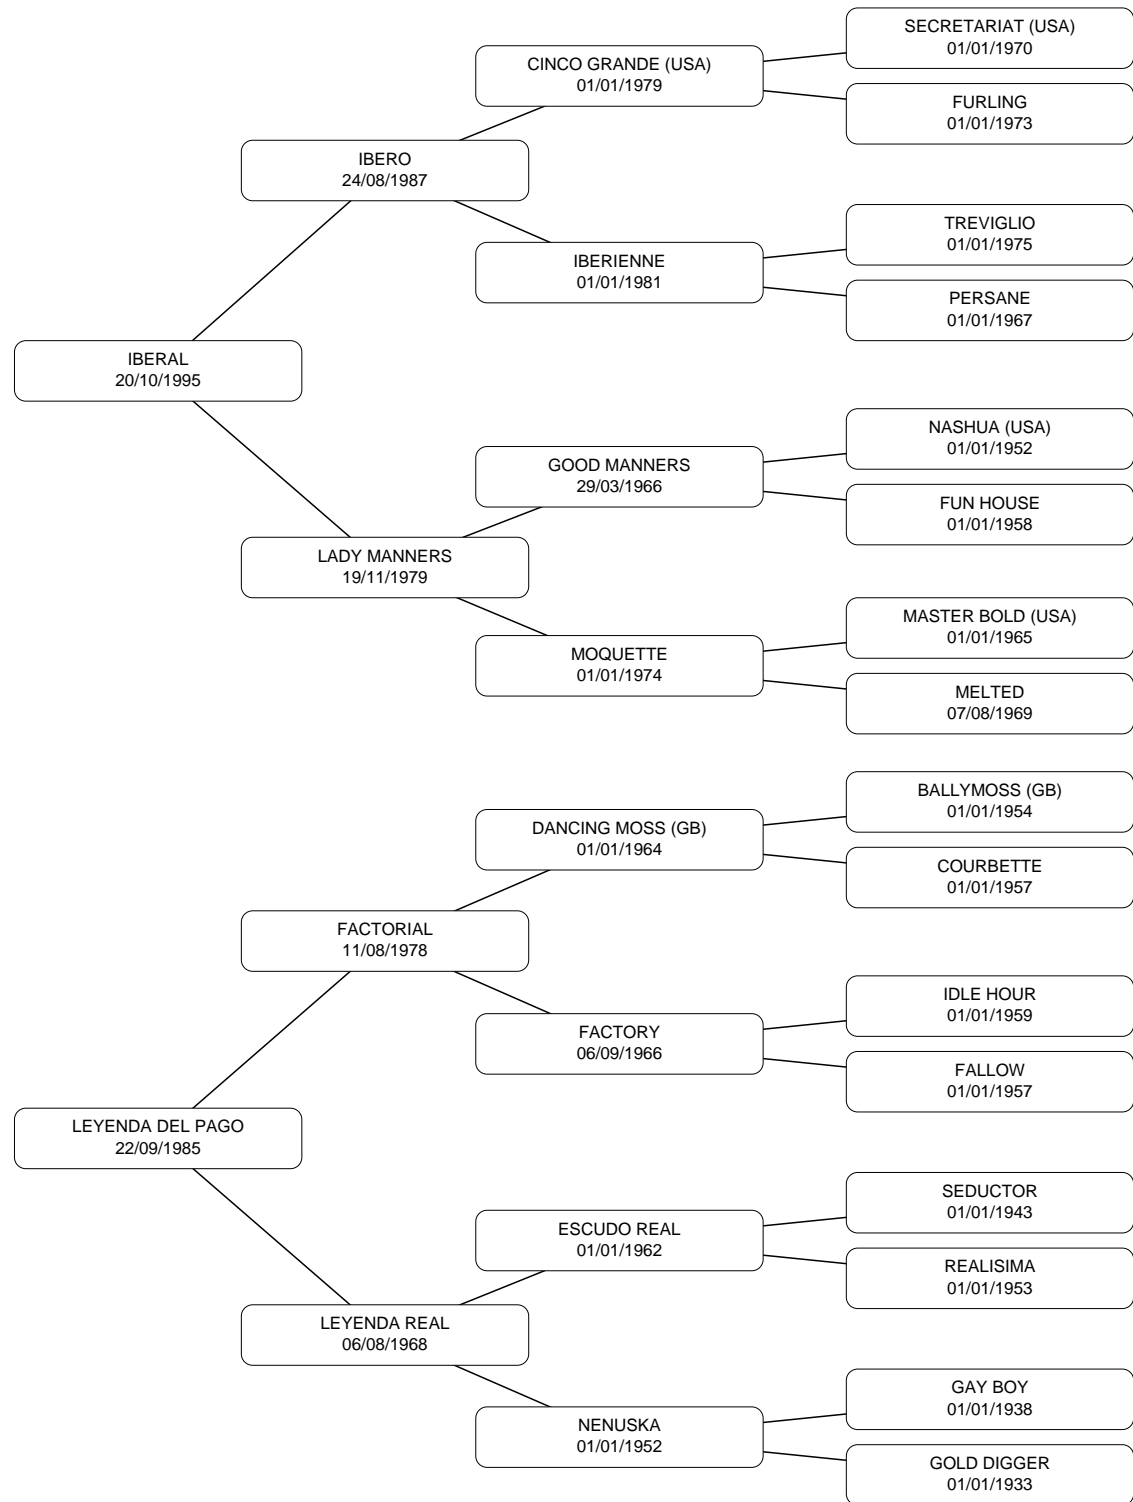 SECRETARIAT (USA)
01/01/1970
CINCO GRANDE (USA)
01/01/1979
FURLING
01/01/1973
IBERO
24/08/1987
TREVIGLIO
01/01/1975
IBERIENNE
01/01/1981
PERSANE
01/01/1967
IBERAL
20/10/1995
NASHUA (USA)
01/01/1952
GOOD MANNERS
29/03/1966
FUN HOUSE
01/01/1958
LADY MANNERS
19/11/1979
MASTER BOLD (USA)
01/01/1965
MOQUETTE
01/01/1974
MELTED
07/08/1969
BALLYMOSS (GB)
01/01/1954
DANCING MOSS (GB)
01/01/1964
COURBETTE
01/01/1957
FACTORIAL
11/08/1978
IDLE HOUR
01/01/1959
FACTORY
06/09/1966
FALLOW
01/01/1957
LEYENDA DEL PAGO
22/09/1985
SEDUCTOR
01/01/1943
ESCUDO REAL
01/01/1962
REALISIMA
01/01/1953
LEYENDA REAL
06/08/1968
GAY BOY
01/01/1938
NENUSKA
01/01/1952
GOLD DIGGER
01/01/1933